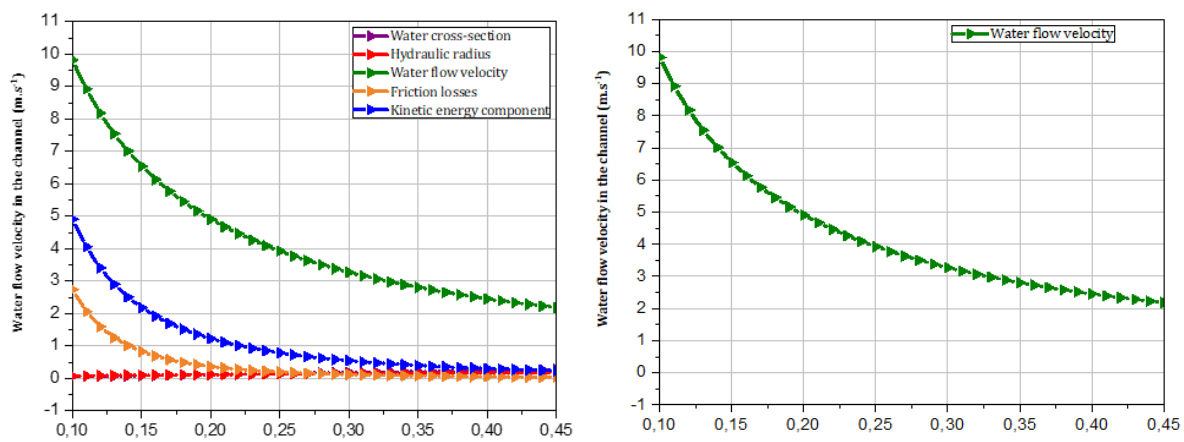 Water flow velocity in the channel (m.s⁻¹)
11
10
9
8
7
6
5
4
3
2
1
0
-1
0,10 0,15 0,20 0,25 0,30 0,35 0,40 0,45
Water cross-section
Hydraulic radius
Water flow velocity
Friction losses
Kinetic energy component
Water flow velocity in the channel (m.s⁻¹)
11
10
9
8
7
6
5
4
3
2
1
0
-1
0,10 0,15 0,20 0,25 0,30 0,35 0,40 0,45
Water flow velocity